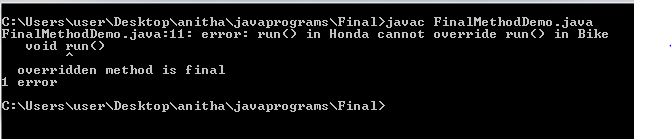 C:\Users\user\Desktop\anitha\javaprograms\Final>javac FinalMethodDemo.java
FinalMethodDemo.java:11: error: run() in Honda cannot override run() in Bike
void run()
^
overridden method is final
1 error
C:\Users\user\Desktop\anitha\javaprograms\Final>